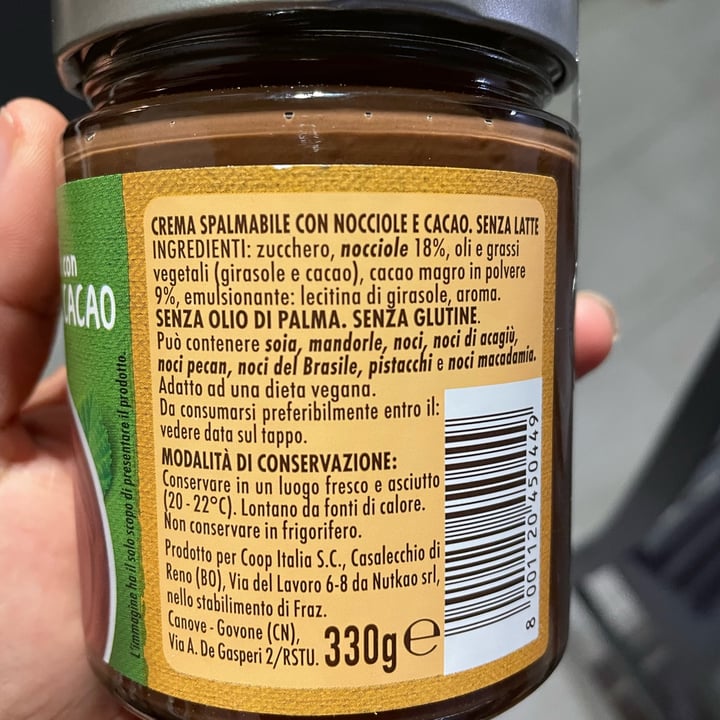 con
CACAO
L'immagine ha il solo scopo di presentare il prodotto.
CREMA SPALMABILE CON NOCCIOLE E CACAO. SENZA LATTE
INGREDIENTI: zucchero, nocciole 18%, oli e grassi
vegetali (girasole e cacao), cacao magro in polvere
9%, emulsionante: lecitina di girasole, aroma.
SENZA OLIO DI PALMA. SENZA GLUTINE.
Può contenere soia, mandorle, noci, noci di acagiù,
noci pecan, noci del Brasile, pistacchi e noci macadamia.
Adatto ad una dieta vegana.
Da consumarsi preferibilmente entro il:
vedere data sul tappo.
MODALITÀ DI CONSERVAZIONE:
Conservare in un luogo fresco e asciutto
(20-22°C). Lontano da fonti di calore.
Non conservare in frigorifero.
Prodotto per Coop Italia S.C., Casalecchio di
Reno (BO), Via del Lavoro 6-8 da Nutkao srl,
nello stabilimento di Fraz.
Canove - Govone (CN),
Via A. De Gasperi 2/RSTU. 330g e
8 001120 450449